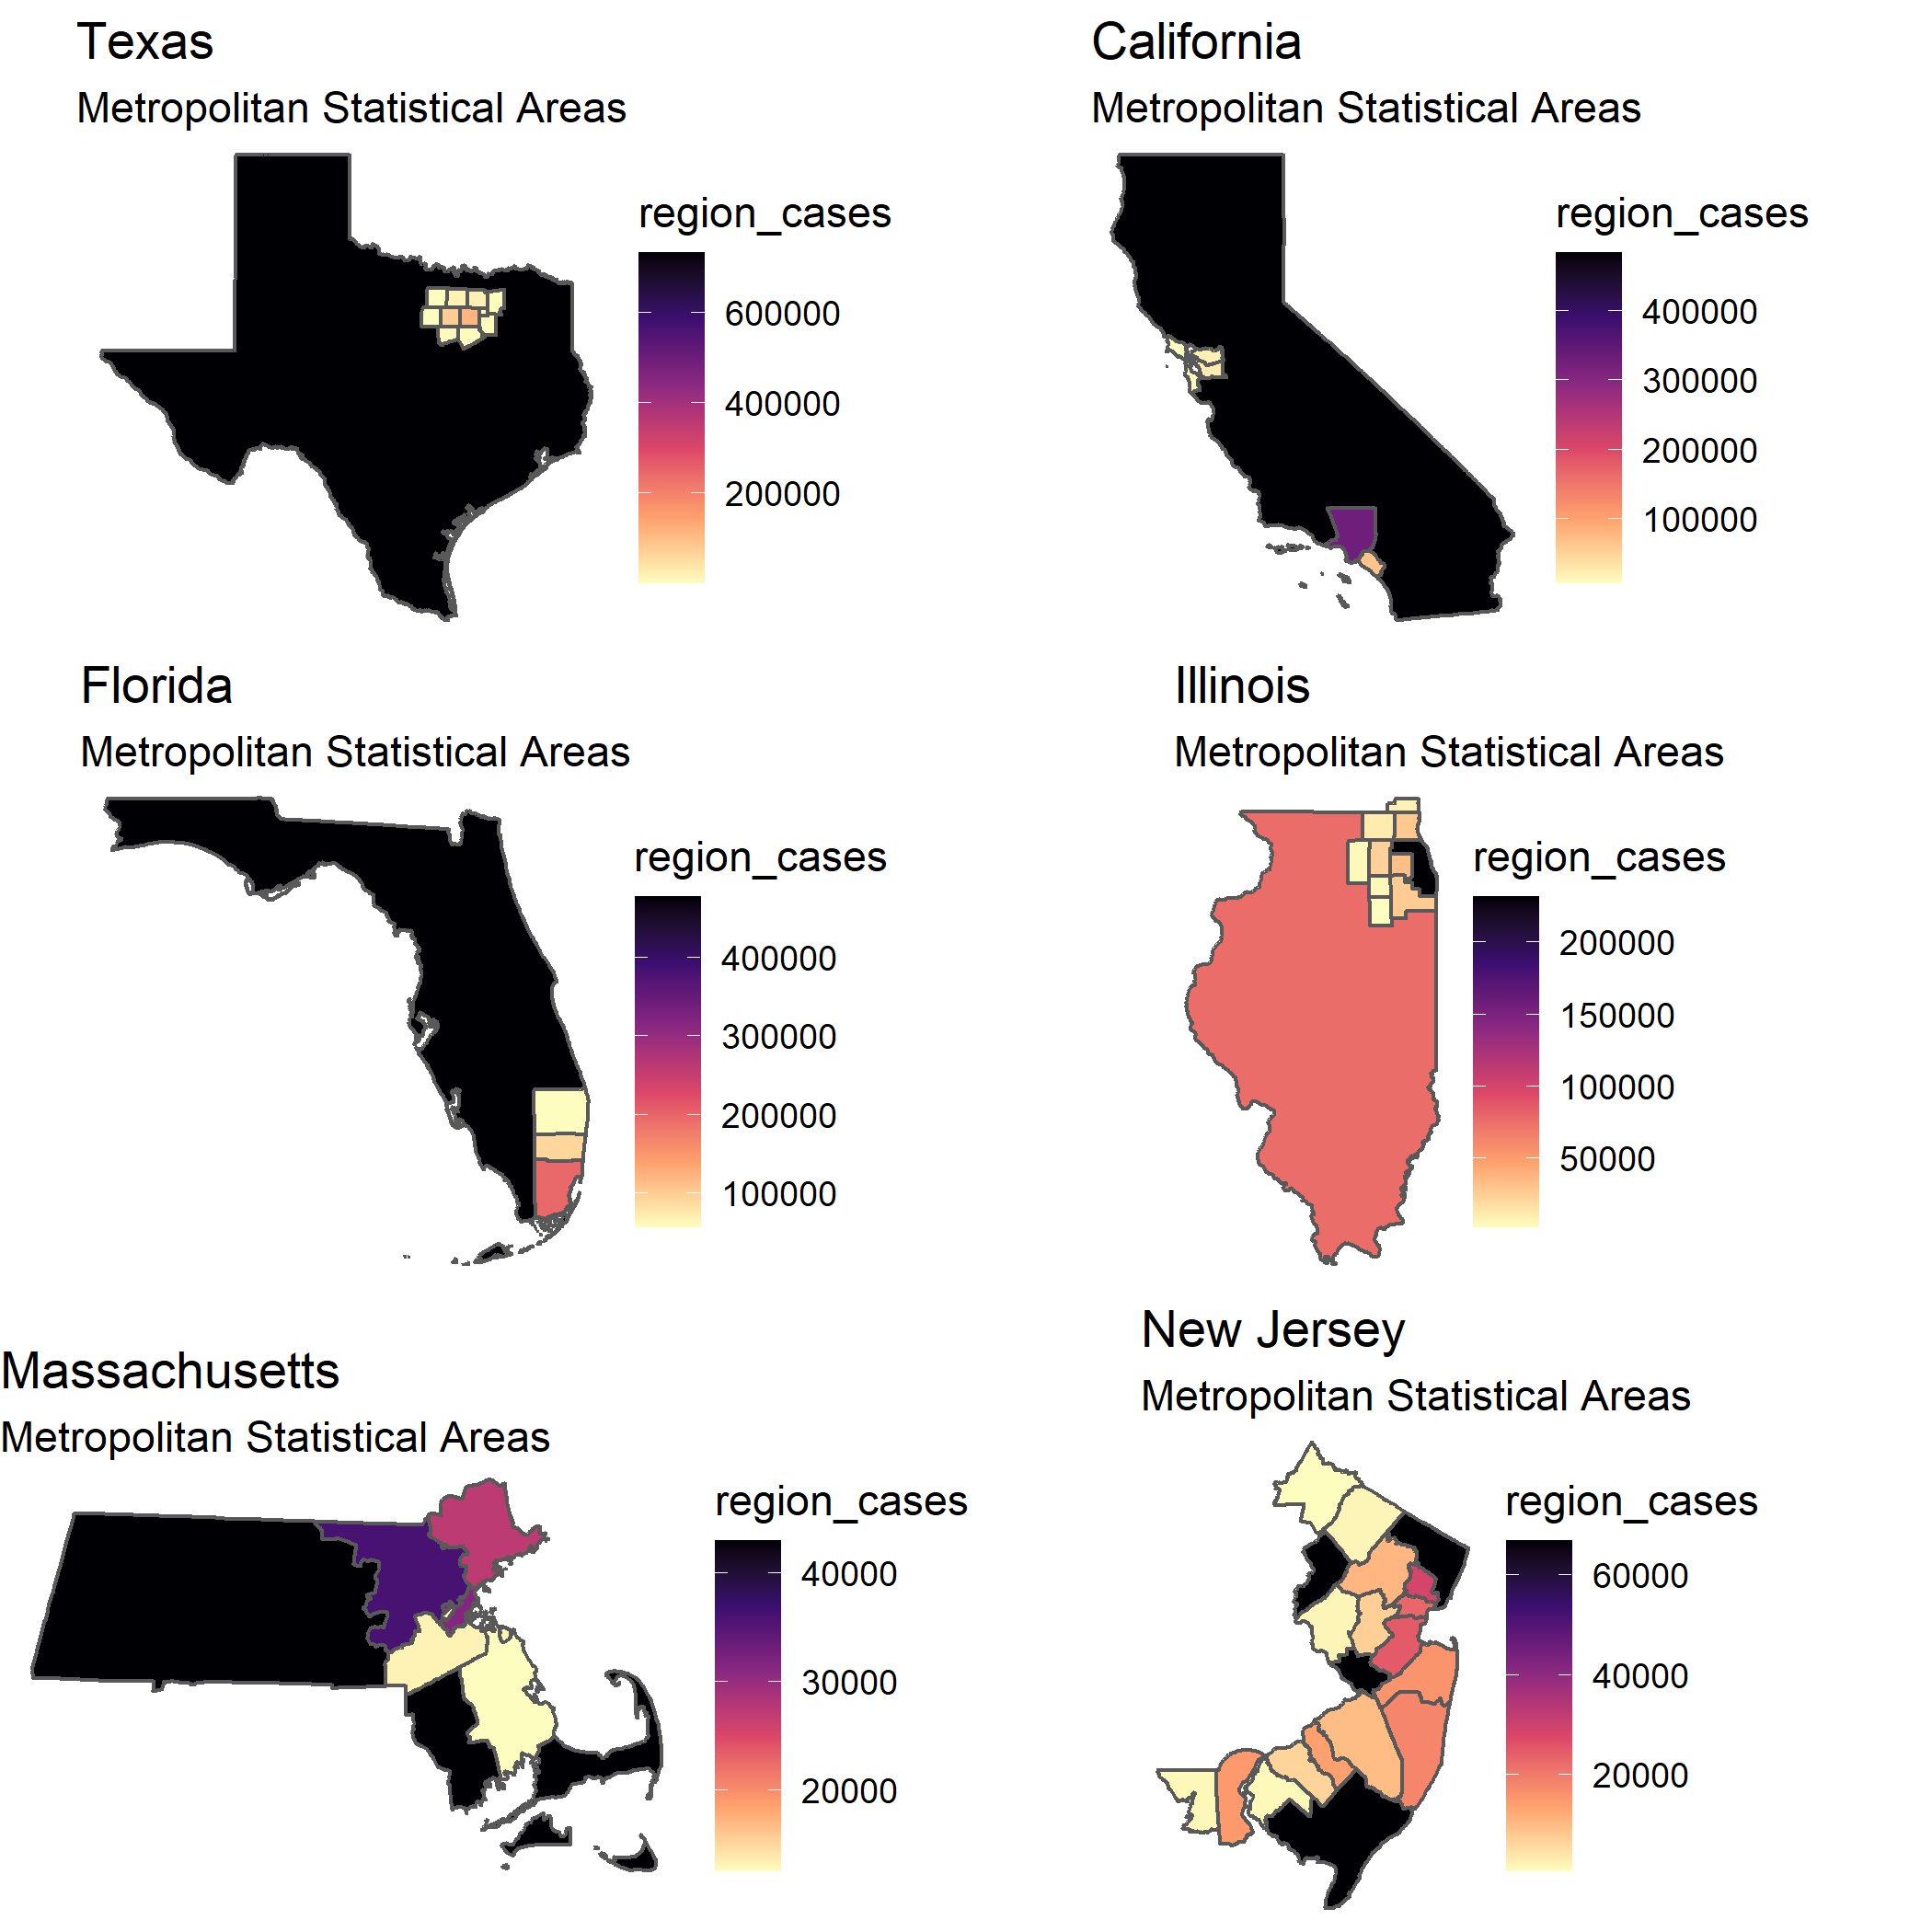 Texas
Metropolitan Statistical Areas
region_cases
600000
400000
200000
California
Metropolitan Statistical Areas
region_cases
400000
300000
200000
100000
Florida
Metropolitan Statistical Areas
region_cases
400000
300000
200000
100000
Illinois
Metropolitan Statistical Areas
region_cases
200000
150000
100000
50000
Massachusetts
Metropolitan Statistical Areas
region_cases
40000
30000
20000
New Jersey
Metropolitan Statistical Areas
region_cases
60000
40000
20000